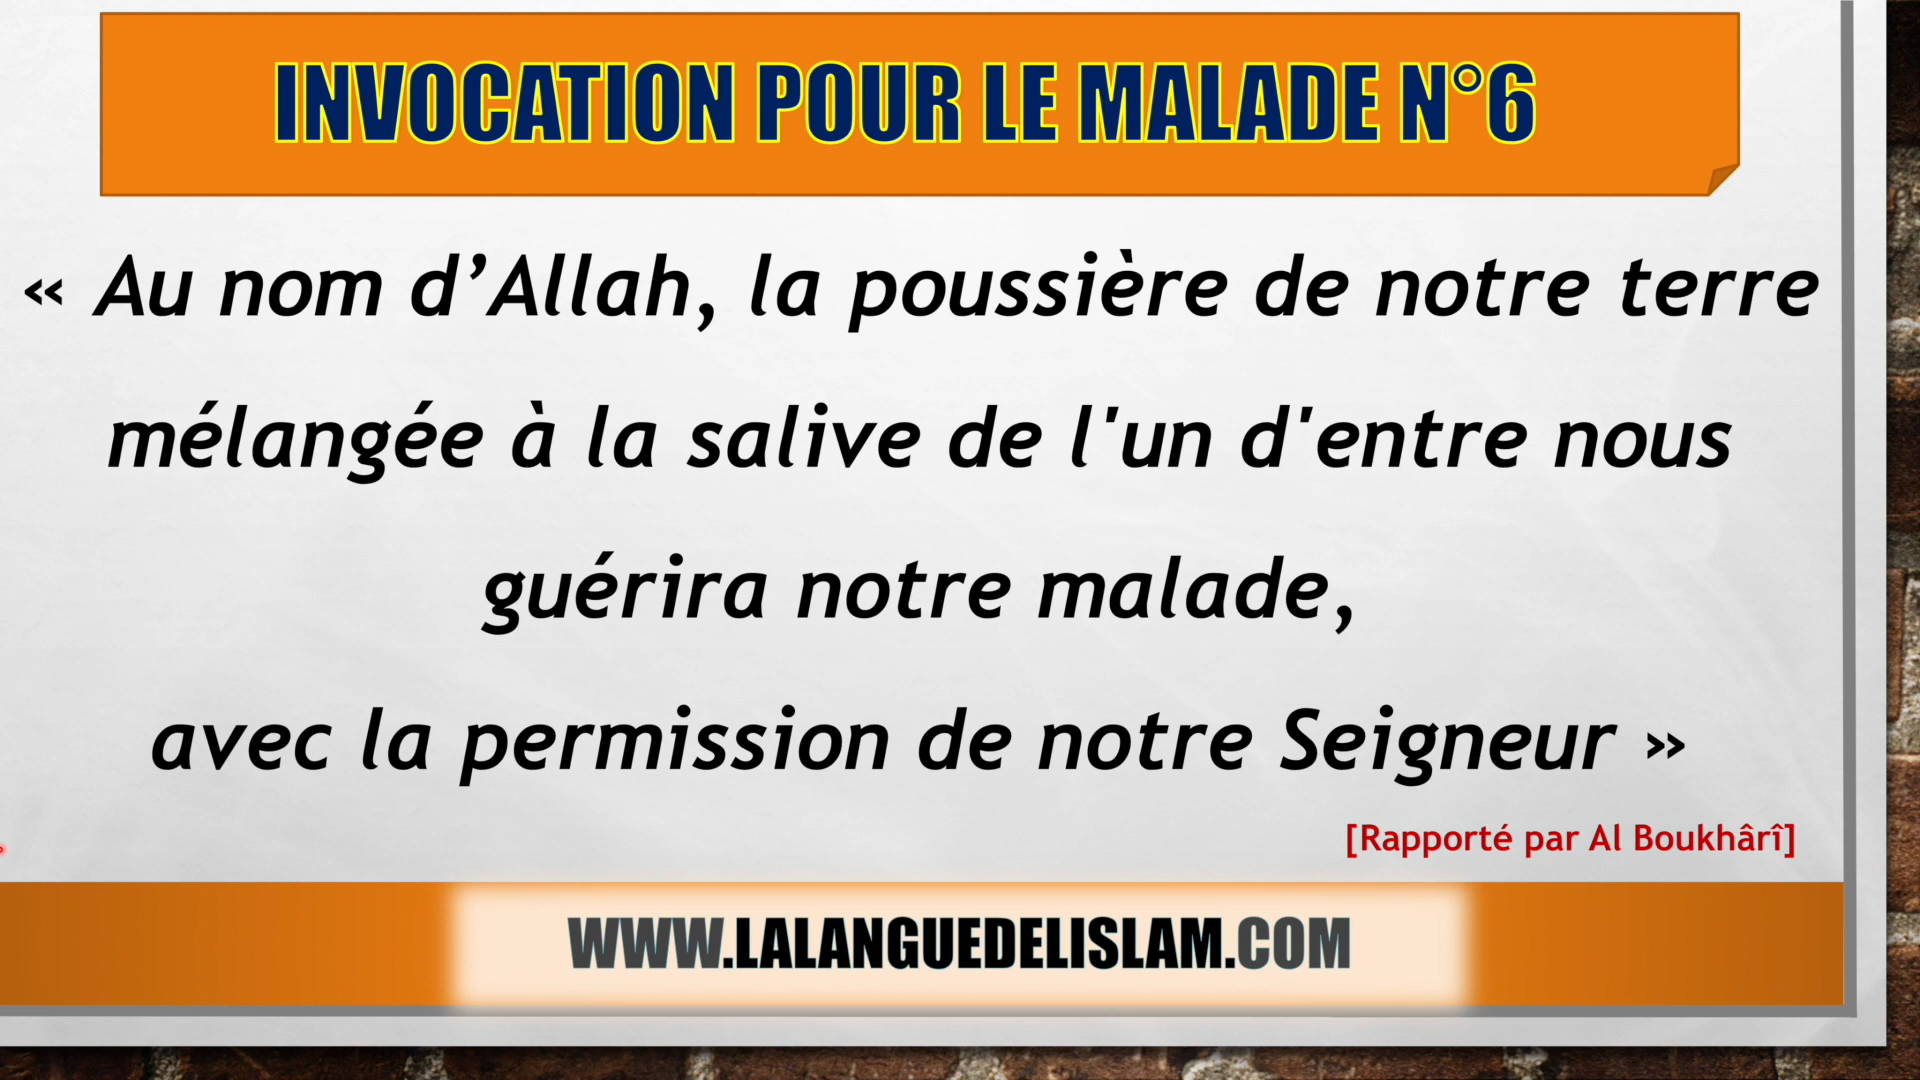 INVOCATION POUR LE MALADE N°6
« Au nom d’Allah, la poussière de notre terre
mélangée à la salive de l'un d'entre nous
guérira notre malade,
avec la permission de notre Seigneur »
[Rapporté par Al Boukhârî]
WWW.LALANGUEDELISLAM.COM